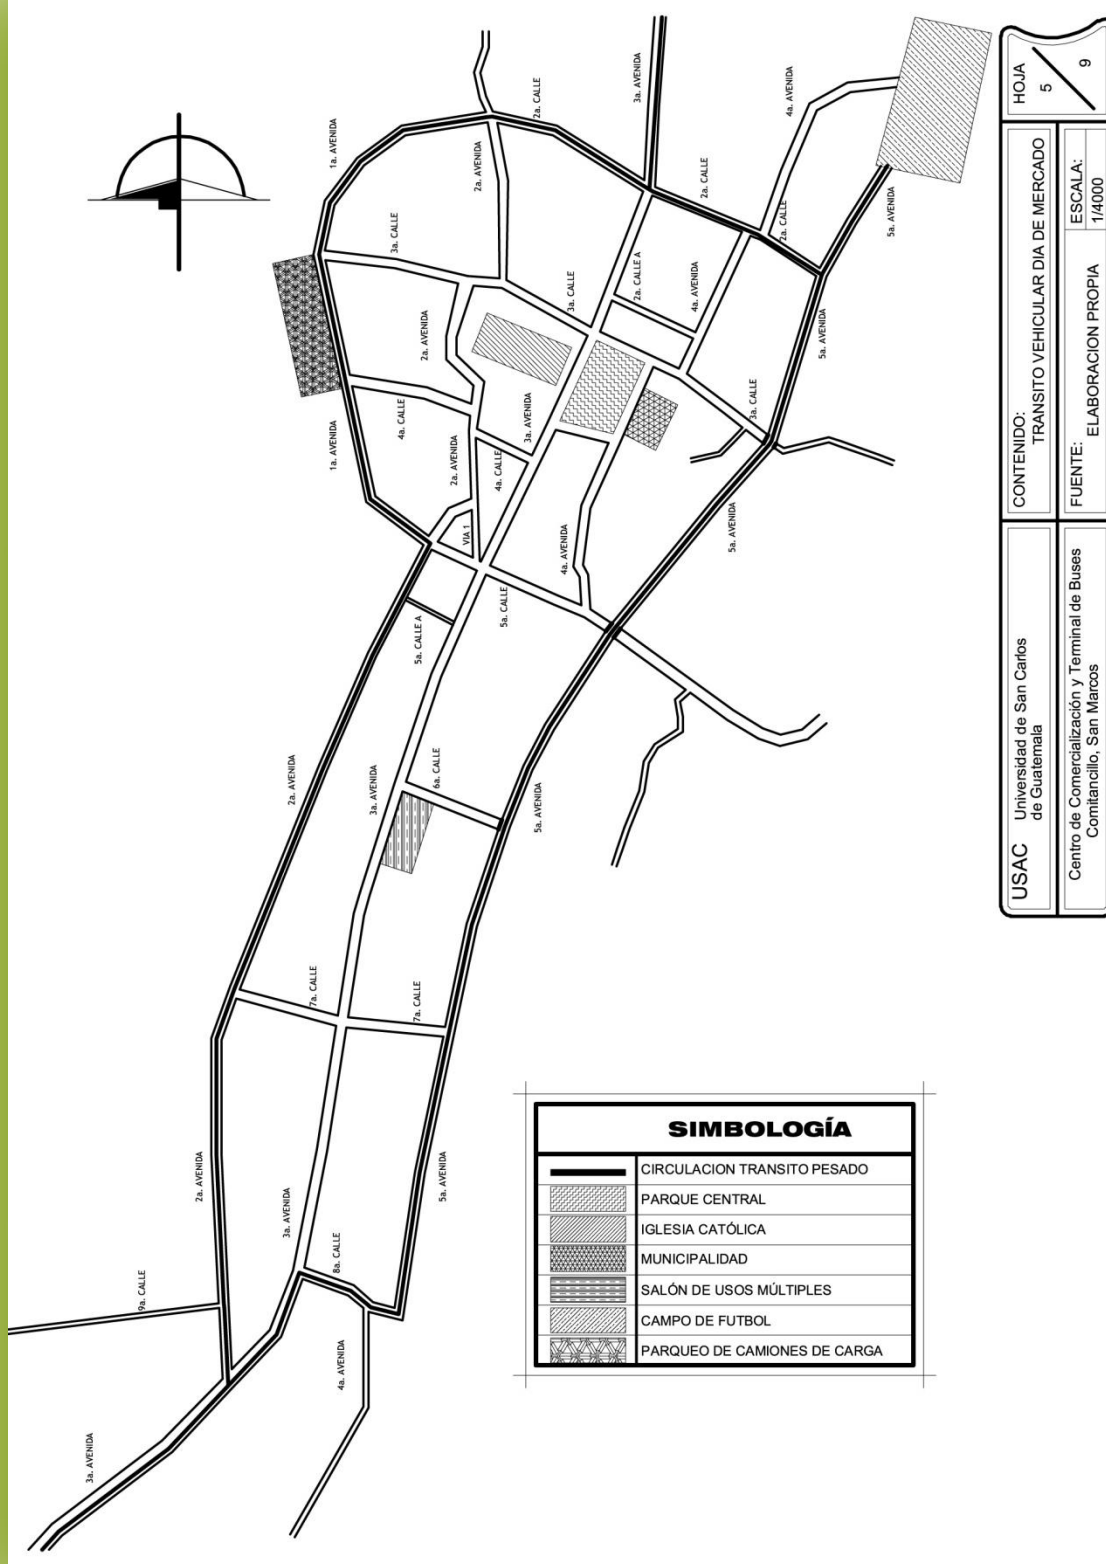 3a. AVENIDA
1a. AVENIDA
2a. CALLE
4a. AVENIDA
2a. AVENIDA
2a. CALLE
3a. CALLE
2a. CALLE
5a. AVENIDA
3a. CALLE
2a. CALLE A
4a. AVENIDA
2a. AVENIDA
5a. AVENIDA
4a. CALLE
3a. AVENIDA
3a. CALLE
1a. AVENIDA
2a. AVENIDA
4a. CALLE
VIA 1
4a. AVENIDA
5a. AVENIDA
5a. CALLE A
5a. CALLE
2a. AVENIDA
3a. AVENIDA
6a. CALLE
5a. AVENIDA
7a. CALLE
7a. CALLE
2a. AVENIDA
3a. AVENIDA
5a. AVENIDA
8a. CALLE
9a. CALLE
4a. AVENIDA
3a. AVENIDA
SIMBOLOGÍA
CIRCULACION TRANSITO PESADO
PARQUE CENTRAL
IGLESIA CATÓLICA
MUNICIPALIDAD
SALÓN DE USOS MÚLTIPLES
CAMPO DE FUTBOL
PARQUEO DE CAMIONES DE CARGA
USAC
Universidad de San Carlos
de Guatemala
Centro de Comercialización y Terminal de Buses
Comitancillo, San Marcos
CONTENIDO:
TRANSITO VEHICULAR DIA DE MERCADO
FUENTE:
ELABORACION PROPIA
ESCALA:
1/4000
HOJA
5
9